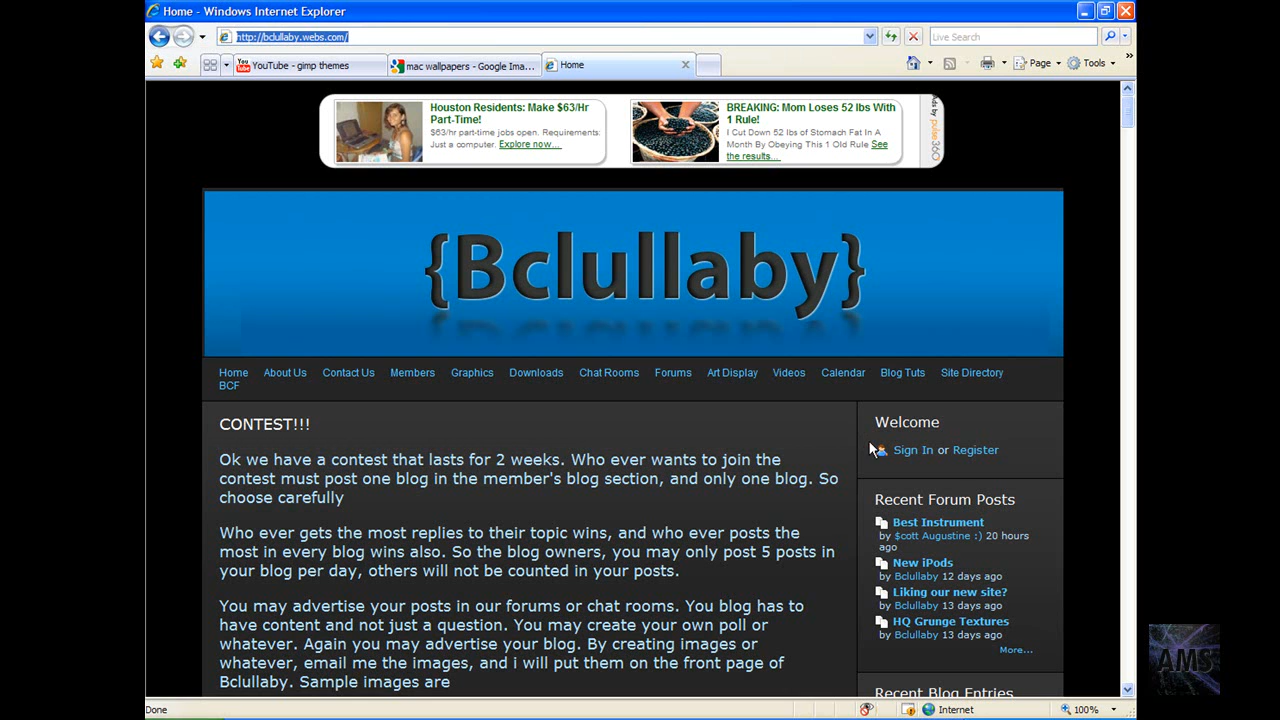 Home - Windows Internet Explorer
http://bclullaby.webs.com/
Live Search
You Tube
YouTube - gimp themes
mac wallpapers - Google Ima...
Home
Page
Tools
Houston Residents: Make $63/Hr
Part-Time!
$63/hr part-time jobs open. Requirements:
Just a computer. Explore now...
BREAKING: Mom Loses 52 lbs With
1 Rule!
I Cut Down 52 lbs of Stomach Fat In A
Month By Obeying This 1 Old Rule See
the results...
Ads by pulse360
{Bclullaby}
Home About Us Contact Us Members Graphics Downloads Chat Rooms Forums Art Display Videos Calendar Blog Tuts Site Directory
BCF
CONTEST!!!
Ok we have a contest that lasts for 2 weeks. Who ever wants to join the
contest must post one blog in the member's blog section, and only one blog. So
choose carefully
Who ever gets the most replies to their topic wins, and who ever posts the
most in every blog wins also. So the blog owners, you may only post 5 posts in
your blog per day, others will not be counted in your posts.
You may advertise your posts in our forums or chat rooms. You blog has to
have content and not just a question. You may create your own poll or
whatever. Again you may advertise your blog. By creating images or
whatever, email me the images, and i will put them on the front page of
Bclullaby. Sample images are
Welcome
Sign In or Register
Recent Forum Posts
Best Instrument
by $cott Augustine :) 20 hours
ago
New iPods
by Bclullaby 12 days ago
Liking our new site?
by Bclullaby 13 days ago
HQ Grunge Textures
by Bclullaby 13 days ago
More...
Recent Blog Entries
AMS
Done
Internet
100%